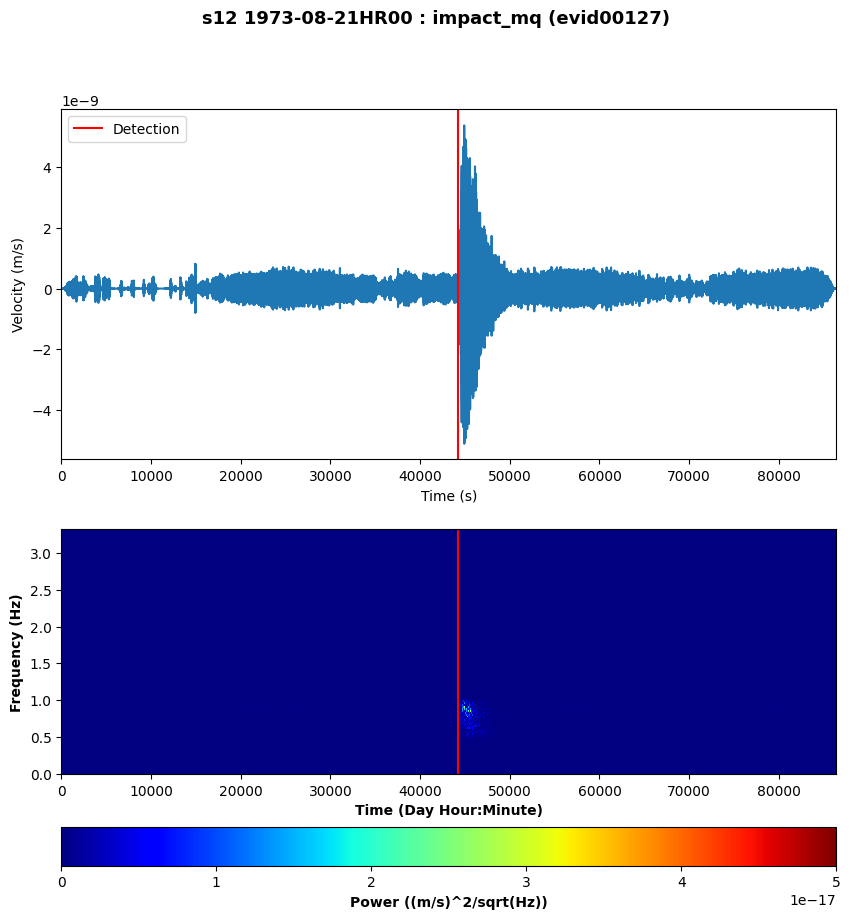 s12 1973-08-21HR00 : impact_mq (evid00127)
1e−9
Detection
4
2
0
−2
−4
Velocity (m/s)
0 10000 20000 30000 40000 50000 60000 70000 80000
Time (s)
3.0
2.5
2.0
1.5
1.0
0.5
0.0
Frequency (Hz)
0 10000 20000 30000 40000 50000 60000 70000 80000
Time (Day Hour:Minute)
0 1 2 3 4 5
1e−17
Power ((m/s)^2/sqrt(Hz))